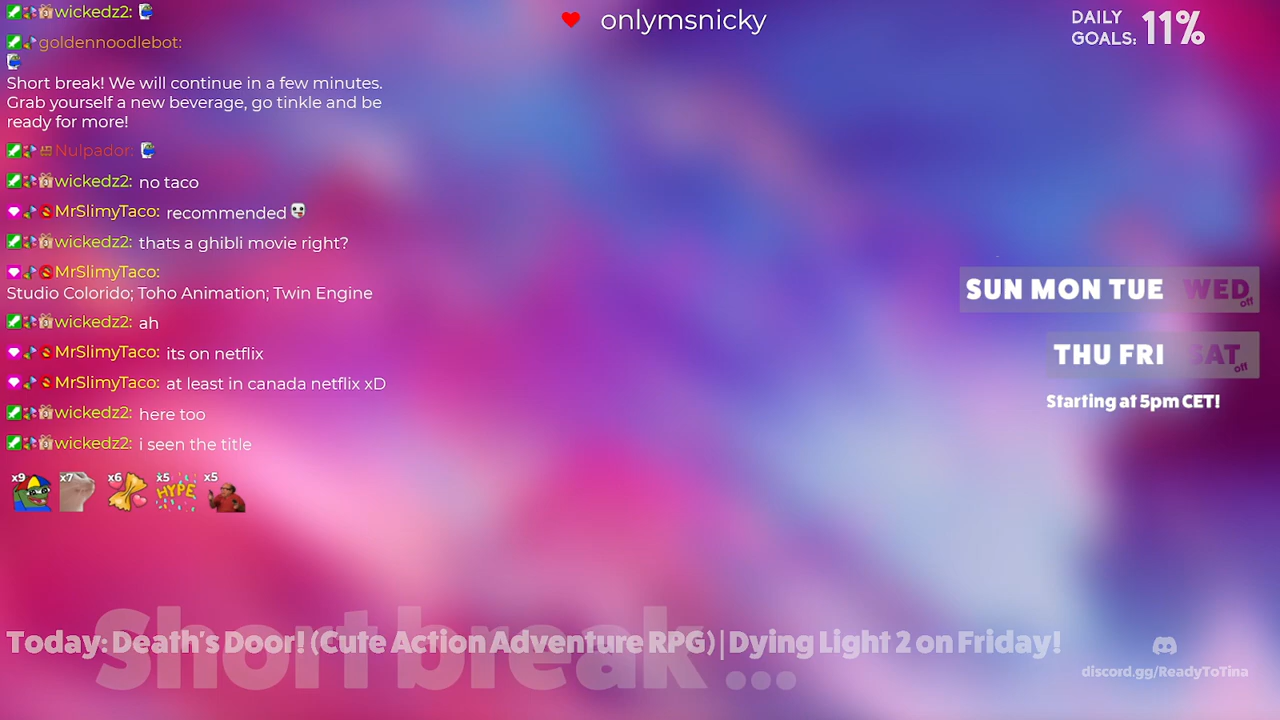 wickedz2:
goldennoodlebot:
Short break! We will continue in a few minutes.
Grab yourself a new beverage, go tinkle and be
ready for more!
Nulpador:
wickedz2: no taco
MrSlimyTaco: recommended
wickedz2: thats a ghibli movie right?
MrSlimyTaco:
Studio Colorido; Toho Animation; Twin Engine
wickedz2: ah
MrSlimyTaco: its on netflix
MrSlimyTaco: at least in canada netflix xD
wickedz2: here too
wickedz2: i seen the title
x9 x7 x6 x5 x5
HYPE
onlymsnicky
DAILY
GOALS: 11%
SUN MON TUE WED off
THU FRI SAT off
Starting at 5pm CET!
Short break ...
Today: Death's Door! (Cute Action Adventure RPG) | Dying Light 2 on Friday!
discord.gg/ReadyToTina